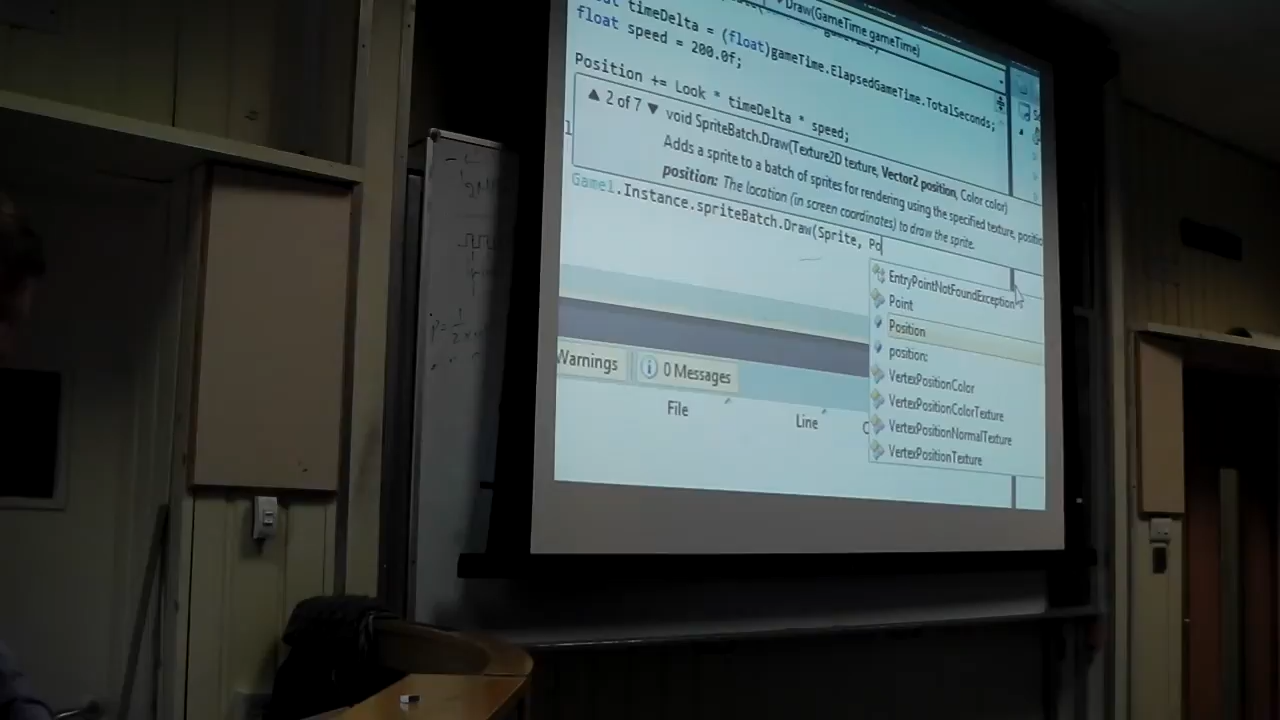 Draw(GameTime gameTime)
timeDelta = (float)gameTime.ElapsedGameTime.TotalSeconds;
float speed = 200.0f;
Position += Look * timeDelta * speed;
▲ 2 of 7 ▼ void SpriteBatch.Draw(Texture2D texture, Vector2 position, Color color)
Adds a sprite to a batch of sprites for rendering using the specified texture, positio
position: The location (in screen coordinates) to draw the sprite.
Game1.Instance.spriteBatch.Draw(Sprite, Po
EntryPointNotFoundException
Point
Position
position:
VertexPositionColor
VertexPositionColorTexture
VertexPositionNormalTexture
VertexPositionTexture
Warnings
0 Messages
File
Line